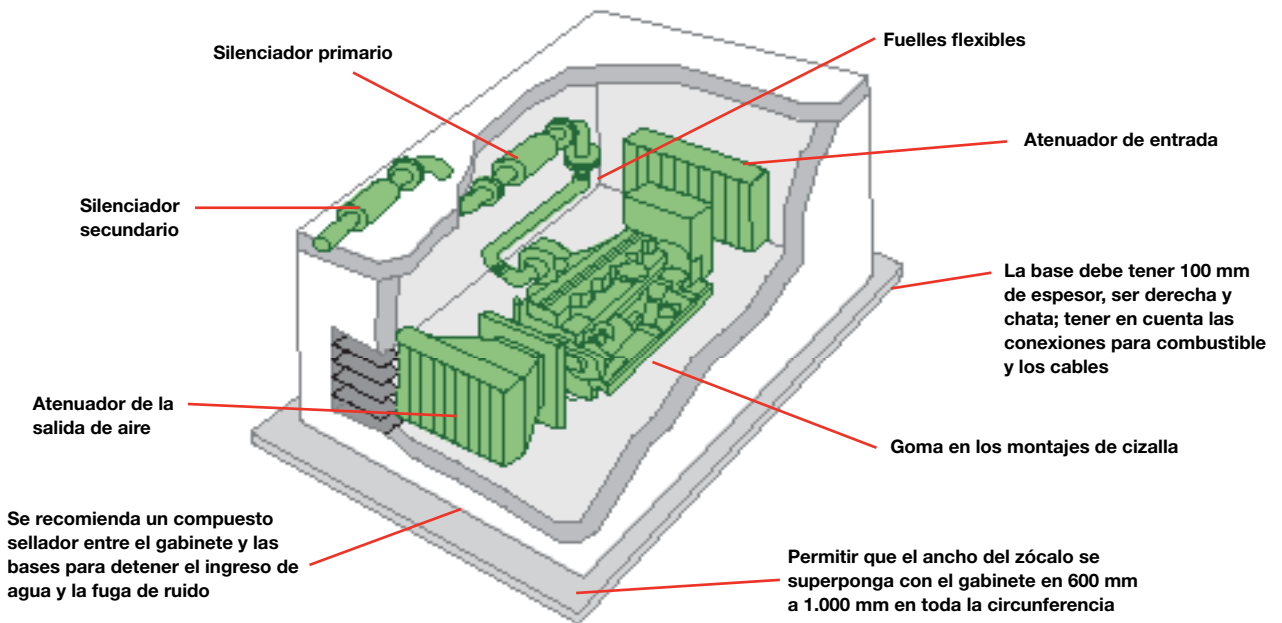 Silenciador primario
Fuelles flexibles
Atenuador de entrada
Silenciador
secundario
La base debe tener 100 mm
de espesor, ser derecha y
chata; tener en cuenta las
conexiones para combustible
y los cables
Atenuador de la
salida de aire
Goma en los montajes de cizalla
Se recomienda un compuesto
sellador entre el gabinete y las
bases para detener el ingreso de
agua y la fuga de ruido
Permitir que el ancho del zócalo se
superponga con el gabinete en 600 mm
a 1.000 mm en toda la circunferencia